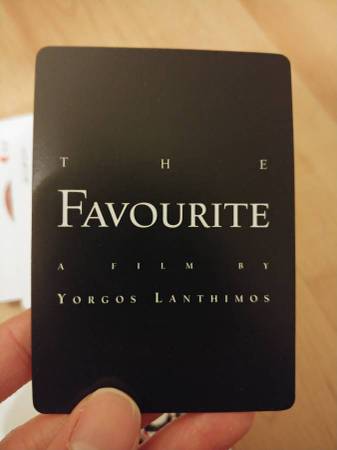 THE
FAVOURITE
A FILM BY
YORGOS LANTHIMOS